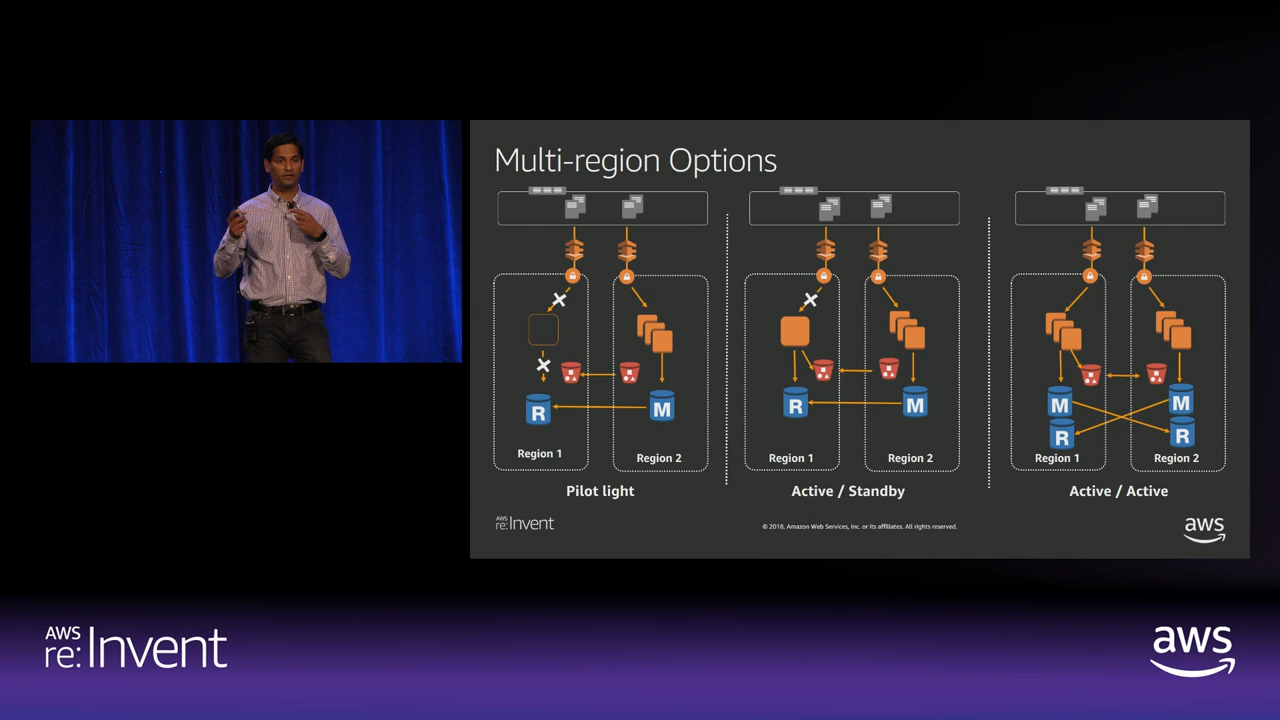 Multi-region Options
R
M
Region 1
Region 2
Pilot light
R
M
Region 1
Region 2
Active / Standby
M
R
M
R
Region 1
Region 2
Active / Active
AWS
re:Invent
© 2018, Amazon Web Services, Inc. or its affiliates. All rights reserved.
aws
AWS
re:Invent
aws